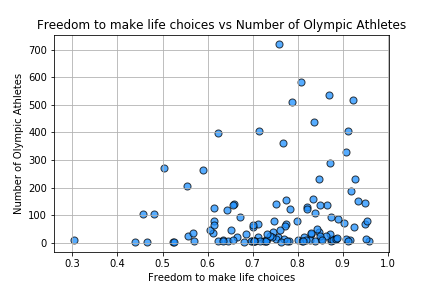 Freedom to make life choices vs Number of Olympic Athletes
700
600
500
400
300
200
100
0
Number of Olympic Athletes
0.3 0.4 0.5 0.6 0.7 0.8 0.9 1.0
Freedom to make life choices